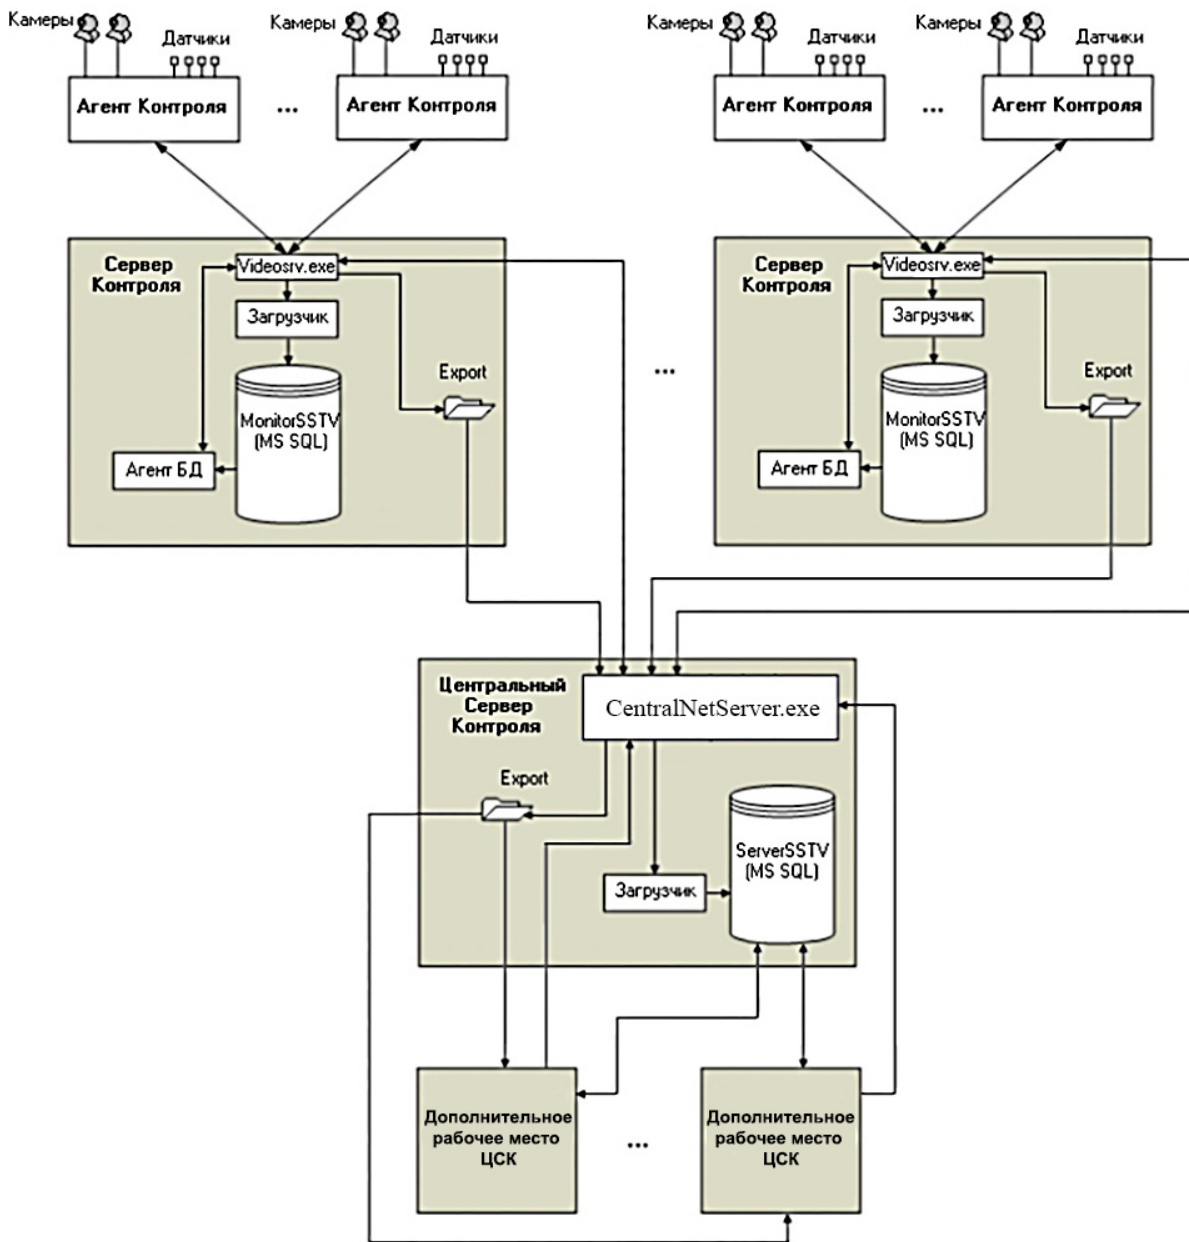 Камеры
Датчики
Агент Контроля
...
Камеры
Датчики
Агент Контроля
Камеры
Датчики
Агент Контроля
...
Камеры
Датчики
Агент Контроля
Сервер
Контроля
Videosrv.exe
Загрузчик
MonitorSSTV
(MS SQL)
Агент БД
Export
...
Сервер
Контроля
Videosrv.exe
Загрузчик
MonitorSSTV
(MS SQL)
Агент БД
Export
Центральный
Сервер
Контроля
CentralNetServer.exe
Export
Загрузчик
ServerSSTV
(MS SQL)
Дополнительное
рабочее место
ЦСК
...
Дополнительное
рабочее место
ЦСК